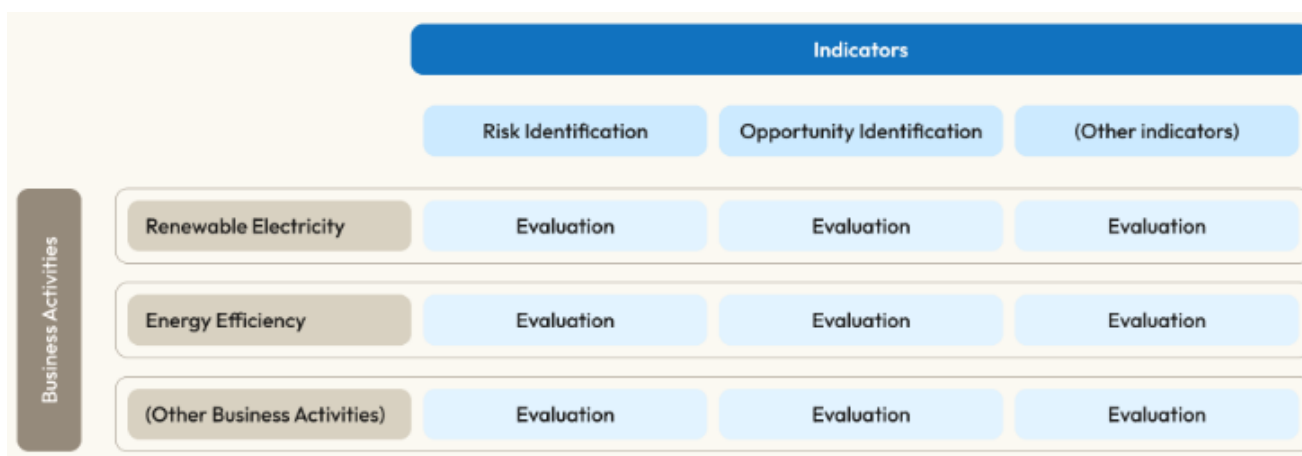 Indicators
Risk Identification Opportunity Identification (Other indicators)
Business Activities
Renewable Electricity Evaluation Evaluation Evaluation
Energy Efficiency Evaluation Evaluation Evaluation
(Other Business Activities) Evaluation Evaluation Evaluation